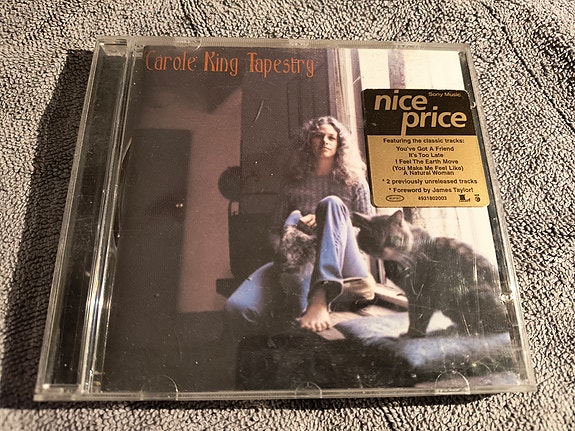 Carole King Tapestry
Sony Music
nice
price
Featuring the classic tracks:
You've Got A Friend
It's Too Late
I Feel The Earth Move
(You Make Me Feel Like)
A Natural Woman
* 2 previously unreleased tracks
* Foreword by James Taylor!
4931802003